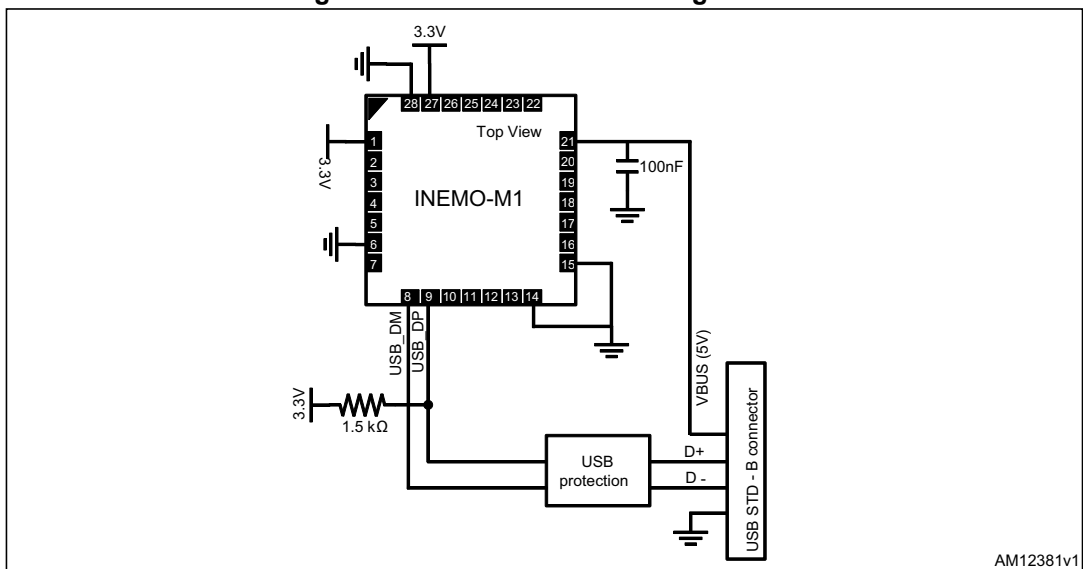 3.3V
28 27 26 25 24 23 22
Top View
1
2
3
4
5
6
7
3.3V
INEMO-M1
21
20
19
18
17
16
15
100nF
8 9 10 11 12 13 14
USB_DM
USB_DP
3.3V
1.5 kΩ
USB
protection
D+
D -
VBUS (5V)
USB STD - B connector
AM12381v1